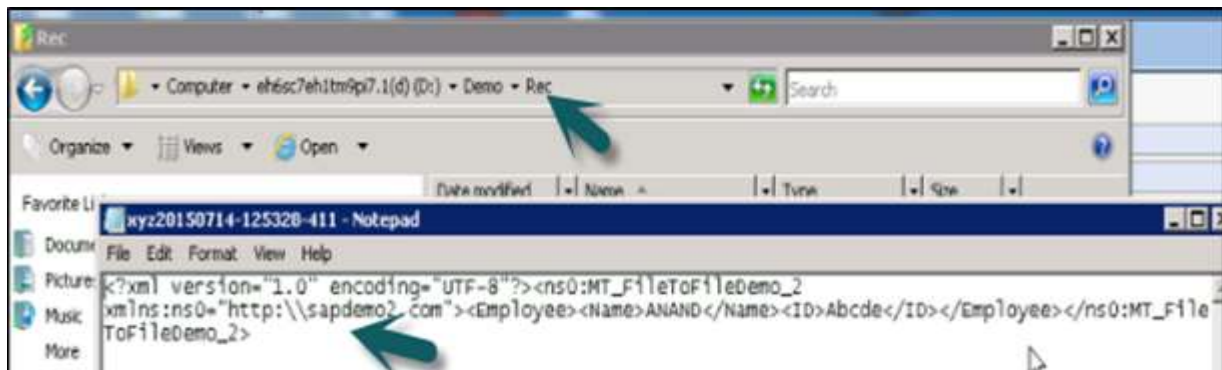 Rec
Computer ▾ eh6sc7eh1tm9pi7.1(d) (D:) ▾ Demo ▾ Rec Search
Organize ▾ Views ▾ Open ▾
Favorite Li Date modified Name Type Size
xyz20150714-125328-411 - Notepad
Docume File Edit Format View Help
Picture <?xml version="1.0" encoding="UTF-8"?><ns0:MT_FileToFileDemo_2
Music xmlns:ns0="http:\\sapdemo2.com"><Employee><Name>ANAND</Name><ID>Abcde</ID></Employee></ns0:MT_File
More ToFileDemo_2>